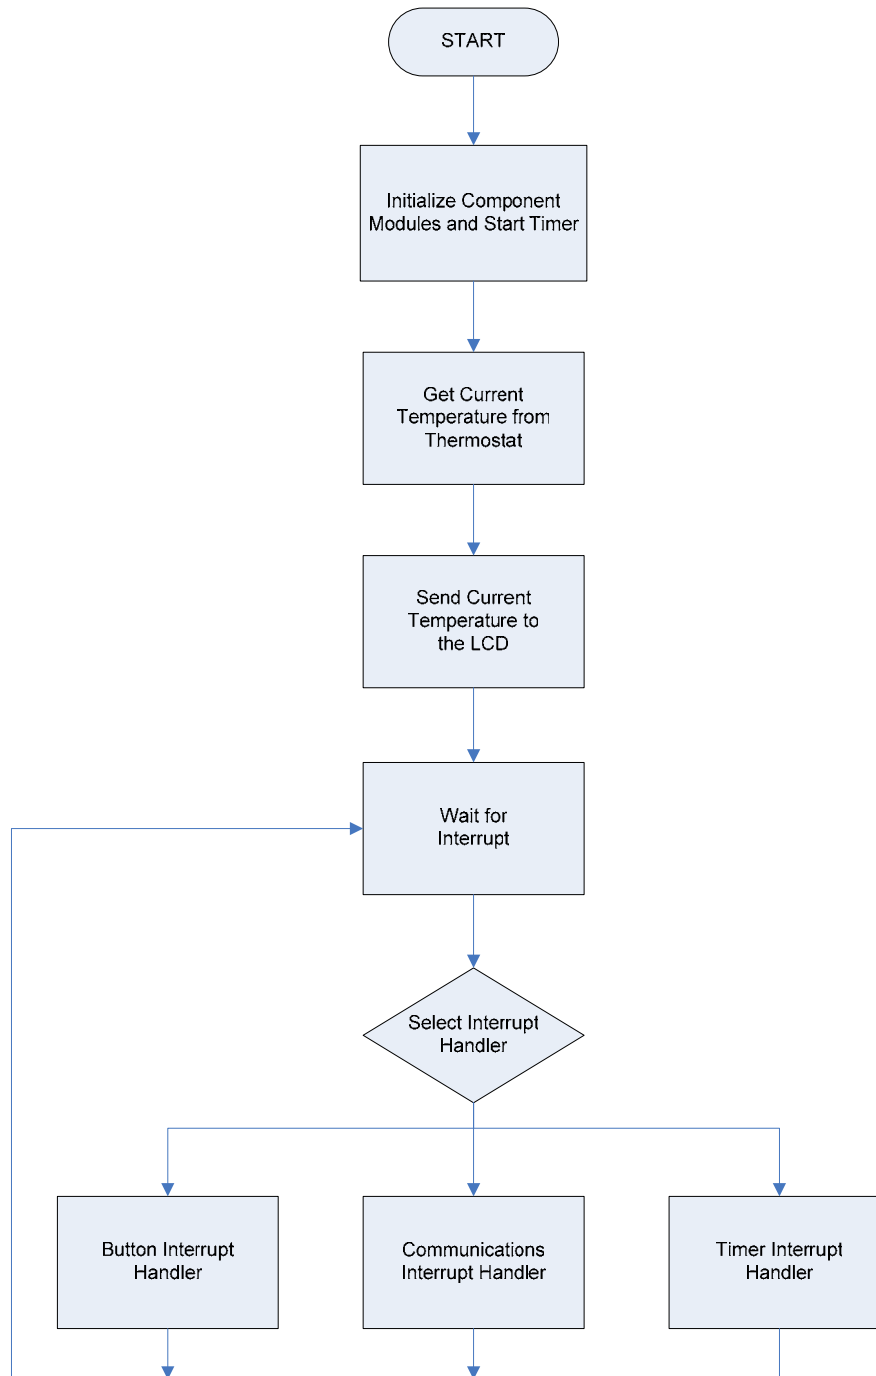 START
Initialize Component
Modules and Start Timer
Get Current
Temperature from
Thermostat
Send Current
Temperature to
the LCD
Wait for
Interrupt
Select Interrupt
Handler
Button Interrupt
Handler
Communications
Interrupt Handler
Timer Interrupt
Handler